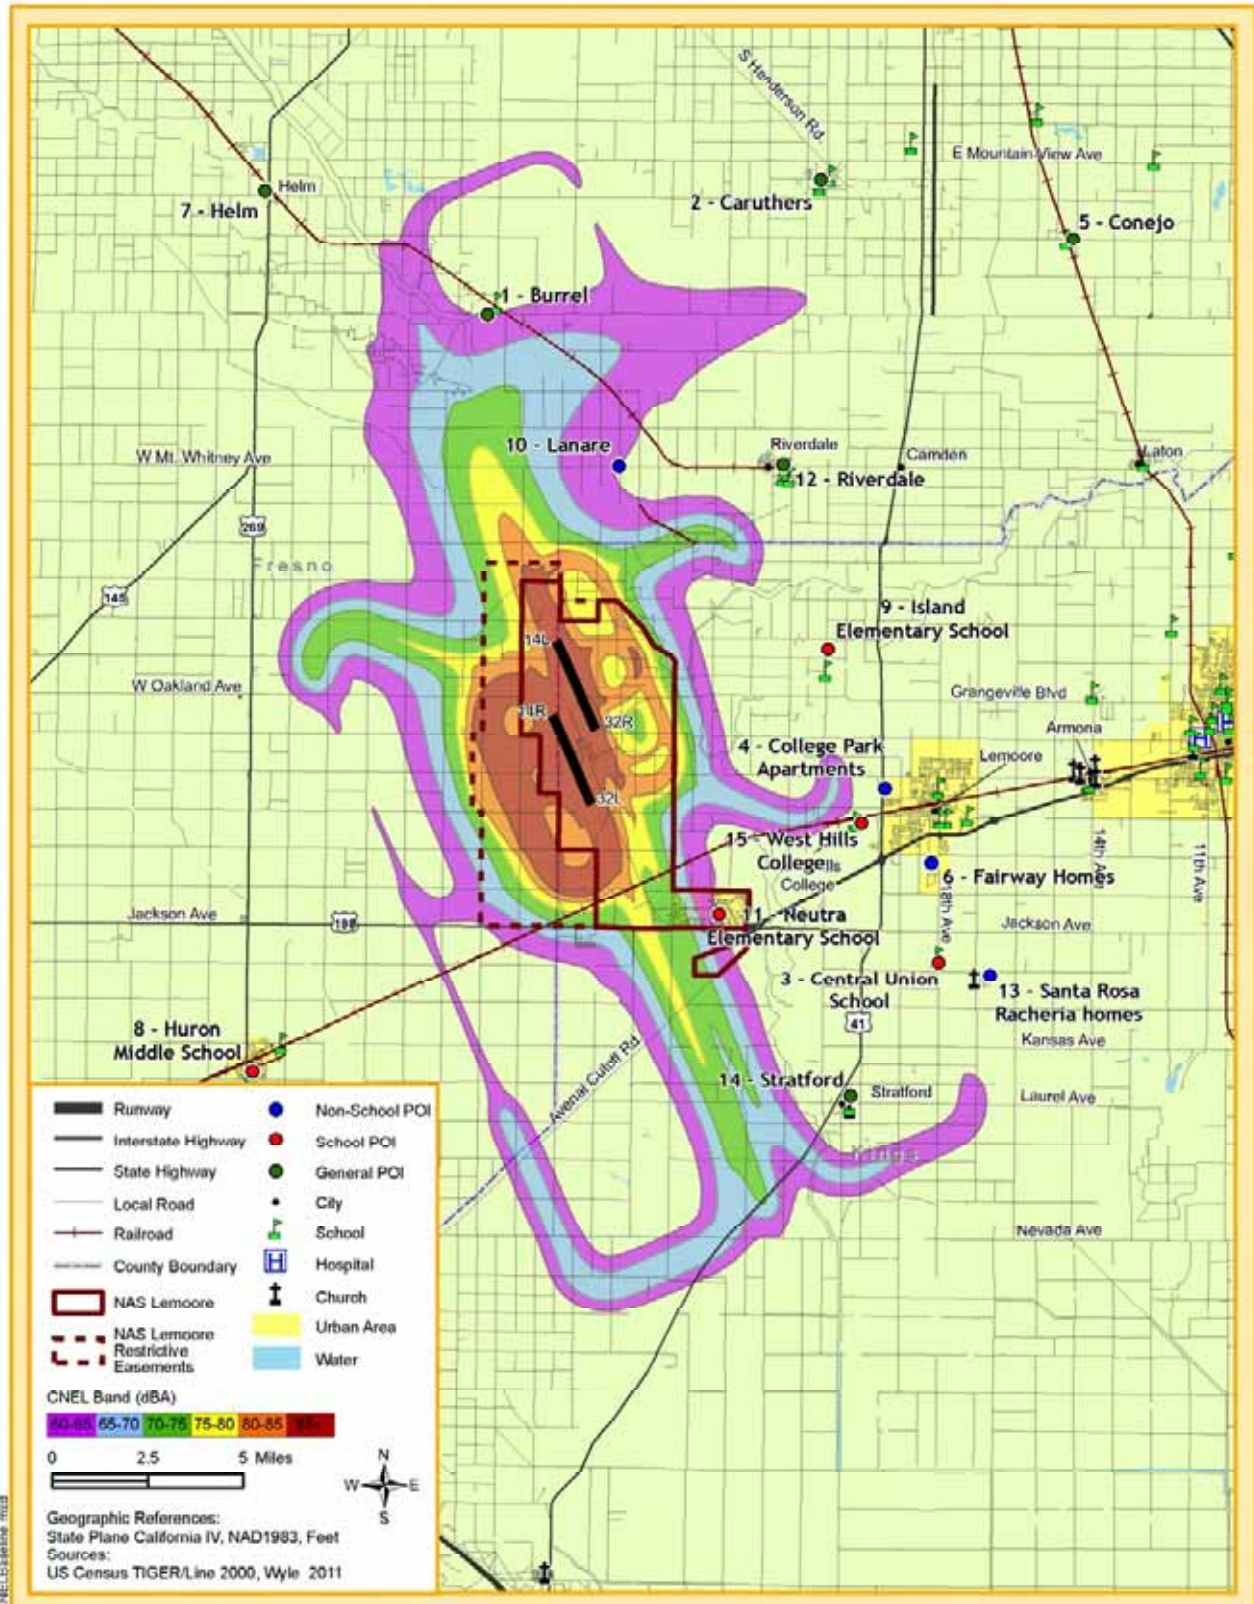 S Henderson Rd
E Mountain View Ave
Helm
7 - Helm
2 - Caruthers
5 - Conejo
1 - Burrel
10 - Lanare
W Mt. Whitney Ave
Riverdale
Camden
Laton
12 - Riverdale
269
Fresno
145
9 - Island
Elementary School
14L
W Oakland Ave
Grangeville Blvd
14R
32R
Armona
4 - College Park
Apartments
Lemoore
32L
15 - West Hills
College
College
14th Ave
11th Ave
6 - Fairway Homes
18th Ave
Jackson Ave
198
11 - Neutra
Elementary School
Jackson Ave
3 - Central Union
School
13 - Santa Rosa
Racheria homes
41
Kansas Ave
8 - Huron
Middle School
Avenal Cutoff Rd
14 - Stratford
Stratford
Laurel Ave
Kings
Nevada Ave
Runway
Non-School POI
Interstate Highway
School POI
State Highway
General POI
Local Road
City
Railroad
School
County Boundary
H
Hospital
NAS Lemoore
Church
NAS Lemoore
Restrictive
Easements
Urban Area
Water
CNEL Band (dBA)
60-65 65-70 70-75 75-80 80-85 85+
0 2.5 5 Miles
N
W E
S
Geographic References:
State Plane California IV, NAD1983, Feet
Sources:
US Census TIGER/Line 2000, Wyle 2011